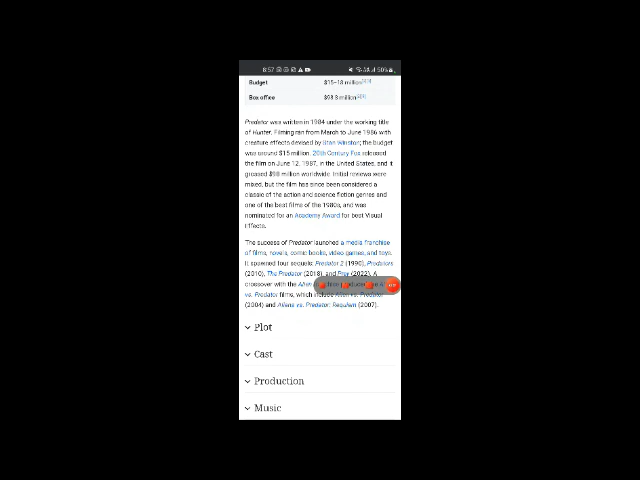 8:57 50%
Budget $15–18 million
Box office $98.3 million
Predator was written in 1984 under the working title
of Hunter. Filming ran from March to June 1986 with
creature effects devised by Stan Winston; the budget
was around $15 million. 20th Century Fox released
the film on June 12, 1987, in the United States, and it
grossed $98 million worldwide. Initial reviews were
mixed, but the film has since been considered a
classic of the action and science fiction genres and
one of the best films of the 1980s, and was
nominated for an Academy Award for best Visual
Effects.
The success of Predator launched a media franchise
of films, novels, comic books, video games, and toys.
It spawned four sequels: Predator 2 (1990), Predators
(2010), The Predator (2018), and Prey (2022). A
crossover with the Alien
vs. Predator films, which include Alien vs. Predator
(2004) and Aliens vs. Predator: Requiem (2007).
Plot
Cast
Production
Music